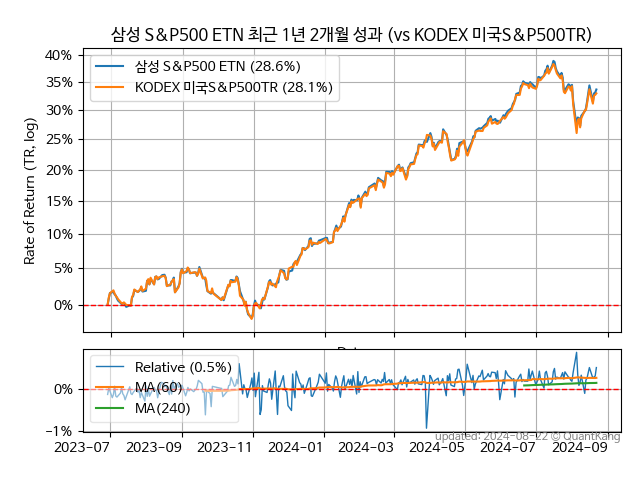 삼성 S&P500 ETN 최근 1년 2개월 성과 (vs KODEX 미국S&P500TR)
삼성 S&P500 ETN (28.6%)
KODEX 미국S&P500TR (28.1%)
Rate of Return (TR, log)
40%
35%
30%
25%
20%
15%
10%
5%
0%
Relative (0.5%)
MA(60)
MA(240)
0%
−1%
2023-07 2023-09 2023-11 2024-01 2024-03 2024-05 2024-07 2024-09
updated: 2024-08-22 © QuantKang